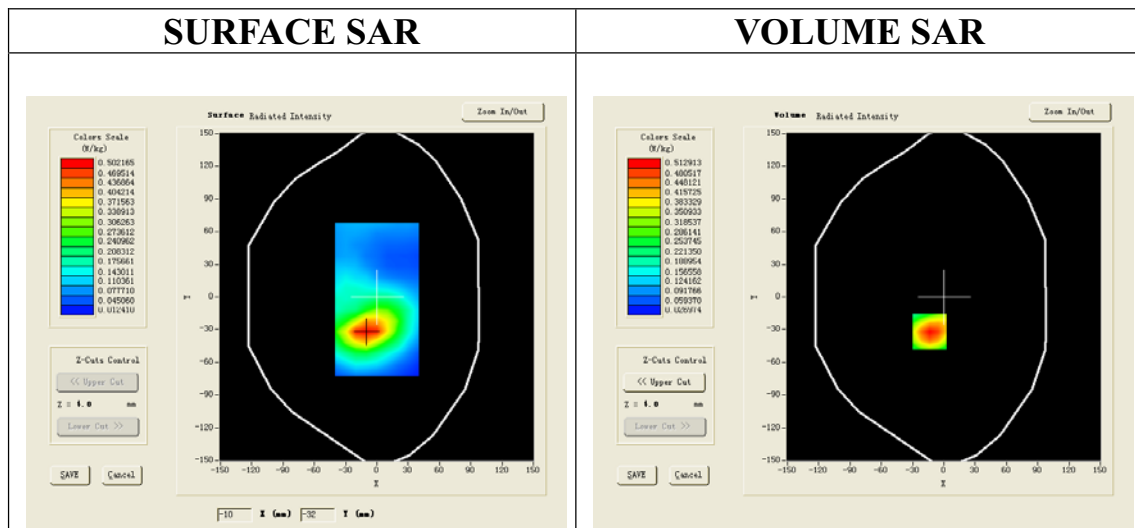 SURFACE SAR
VOLUME SAR
Surface Radiated Intensity
Zoom In/Out
Colors Scale
(W/kg)
0.502165
0.469514
0.436864
0.404214
0.371563
0.338913
0.306263
0.273612
0.240962
0.208312
0.175661
0.143011
0.110361
0.077710
0.045060
0.012410
150
120
90
60
30
0
-30
-60
-90
-120
-150
Y
-150 -120 -90 -60 -30 0 30 60 90 120 150
X
Z-Cuts Control
<< Upper Cut
Z = 4.0 mm
Lower Cut >>
SAVE Cancel
-10 X (mm) -32 Y (mm)
Volume Radiated Intensity
Zoom In/Out
Colors Scale
(W/kg)
0.512913
0.480517
0.448121
0.415725
0.383329
0.350933
0.318537
0.286141
0.253745
0.221350
0.188954
0.156558
0.124162
0.091766
0.059370
0.026974
150
120
90
60
30
0
-30
-60
-90
-120
-150
Y
-150 -120 -90 -60 -30 0 30 60 90 120 150
X
Z-Cuts Control
<< Upper Cut
Z = 4.0 mm
Lower Cut >>
SAVE Cancel